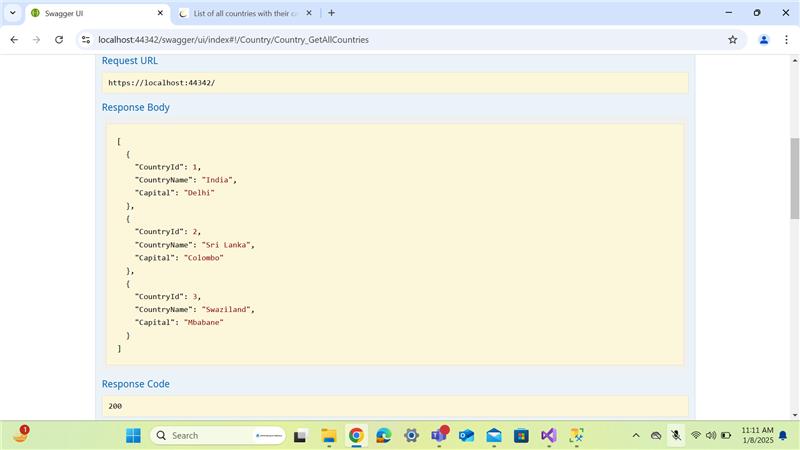 Swagger UI
List of all countries with their ca
localhost:44342/swagger/ui/index#!/Country/Country_GetAllCountries
Request URL
https://localhost:44342/
Response Body
[
{
"CountryId": 1,
"CountryName": "India",
"Capital": "Delhi"
},
{
"CountryId": 2,
"CountryName": "Sri Lanka",
"Capital": "Colombo"
},
{
"CountryId": 3,
"CountryName": "Swaziland",
"Capital": "Mbabane"
}
]
Response Code
200
1
Search
11:11 AM
1/8/2025